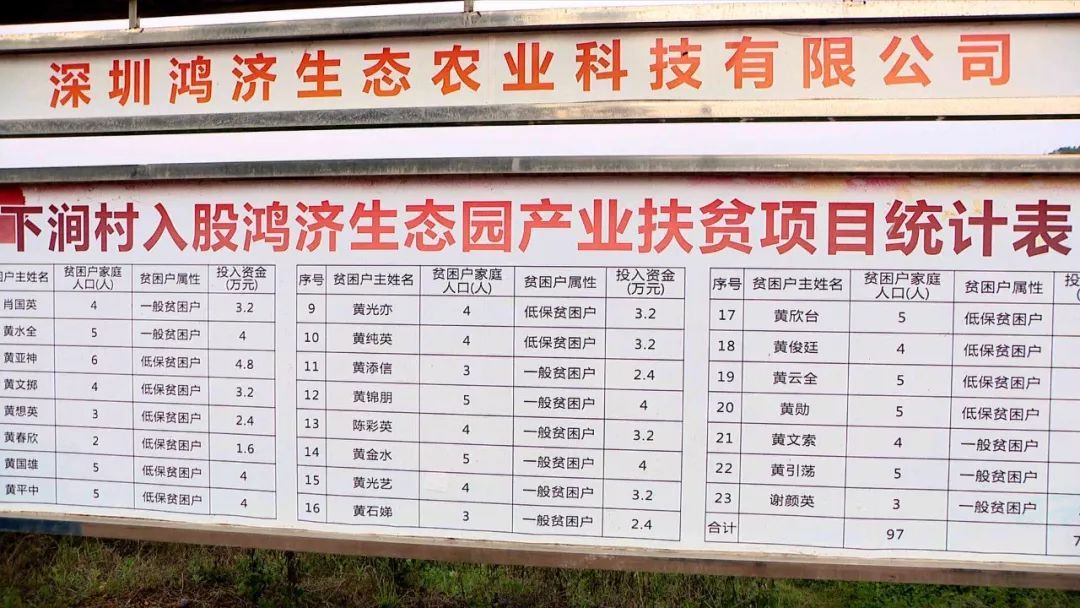 深圳鸿济生态农业科技有限公司
下涧村入股鸿济生态园产业扶贫项目统计表
户主姓名 贫困户家庭人口(人) 贫困户属性 投入资金(万元)
肖国英 4 一般贫困户 3.2
黄水全 5 一般贫困户 4
黄亚神 6 低保贫困户 4.8
黄文掷 4 低保贫困户 3.2
黄想英 3 低保贫困户 2.4
黄春欣 2 低保贫困户 1.6
黄国雄 5 低保贫困户 4
黄平中 5 低保贫困户 4
序号 贫困户主姓名 贫困户家庭人口(人) 贫困户属性 投入资金(万元)
9 黄光亦 4 低保贫困户 3.2
10 黄纯英 4 低保贫困户 3.2
11 黄添信 3 一般贫困户 2.4
12 黄锦朋 5 一般贫困户 4
13 陈彩英 4 一般贫困户 3.2
14 黄金水 5 一般贫困户 4
15 黄光艺 4 一般贫困户 3.2
16 黄石娣 3 一般贫困户 2.4
序号 贫困户主姓名 贫困户家庭人口(人) 贫困户属性 投
17 黄欣台 5 低保贫困户
18 黄俊廷 4 低保贫困户
19 黄云全 5 低保贫困户
20 黄勋 5 低保贫困户
21 黄文索 4 一般贫困户
22 黄引荡 5 一般贫困户
23 谢颜英 3 一般贫困户
合计 97 7